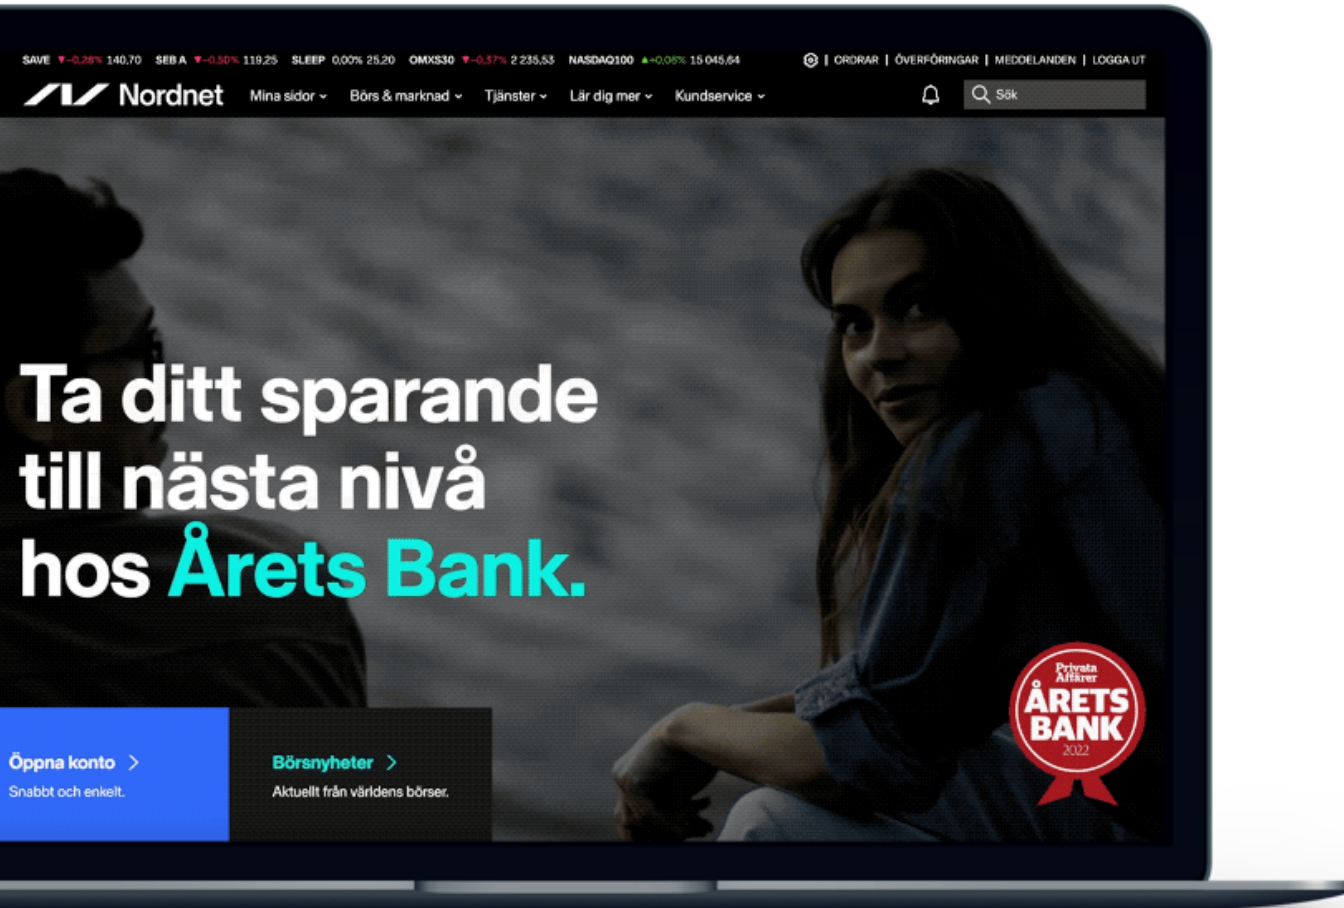 SAVE ▼-0,28% 140,70 SEB A ▼-0,50% 119,25 SLEEP 0,00% 25,20 OMXS30 ▼-0,37% 2 235,53 NASDAQ100 ▲+0,06% 15 045,64
| ORDRAR | ÖVERFÖRINGAR | MEDDELANDEN | LOGGA UT
Nordnet Mina sidor Börs & marknad Tjänster Lär dig mer Kundservice Sök
Ta ditt sparande
till nästa nivå
hos Årets Bank.
Öppna konto
Snabbt och enkelt.
Börsnyheter
Aktuellt från världens börser.
Privata
Affärer
ÅRETS
BANK
2022